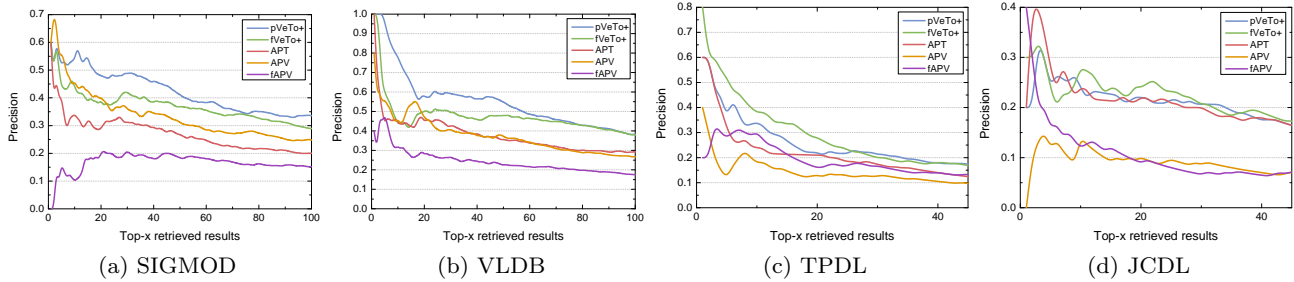 0.7
0.6
0.5
0.4
0.3
0.2
0.1
0.0
Precision
0 20 40 60 80 100
Top-x retrieved results
pVeTo+
fVeTo+
APT
APV
fAPV
(a) SIGMOD
1.0
0.9
0.8
0.7
0.6
0.5
0.4
0.3
0.2
0.1
0.0
Precision
0 20 40 60 80 100
Top-x retrieved results
pVeTo+
fVeTo+
APT
APV
fAPV
(b) VLDB
0.8
0.7
0.6
0.5
0.4
0.3
0.2
0.1
0.0
Precision
0 20 40
Top-x retrieved results
pVeTo+
fVeTo+
APT
APV
fAPV
(c) TPDL
0.4
0.3
0.2
0.1
0.0
Precision
0 20 40
Top-x retrieved results
pVeTo+
fVeTo+
APT
APV
fAPV
(d) JCDL